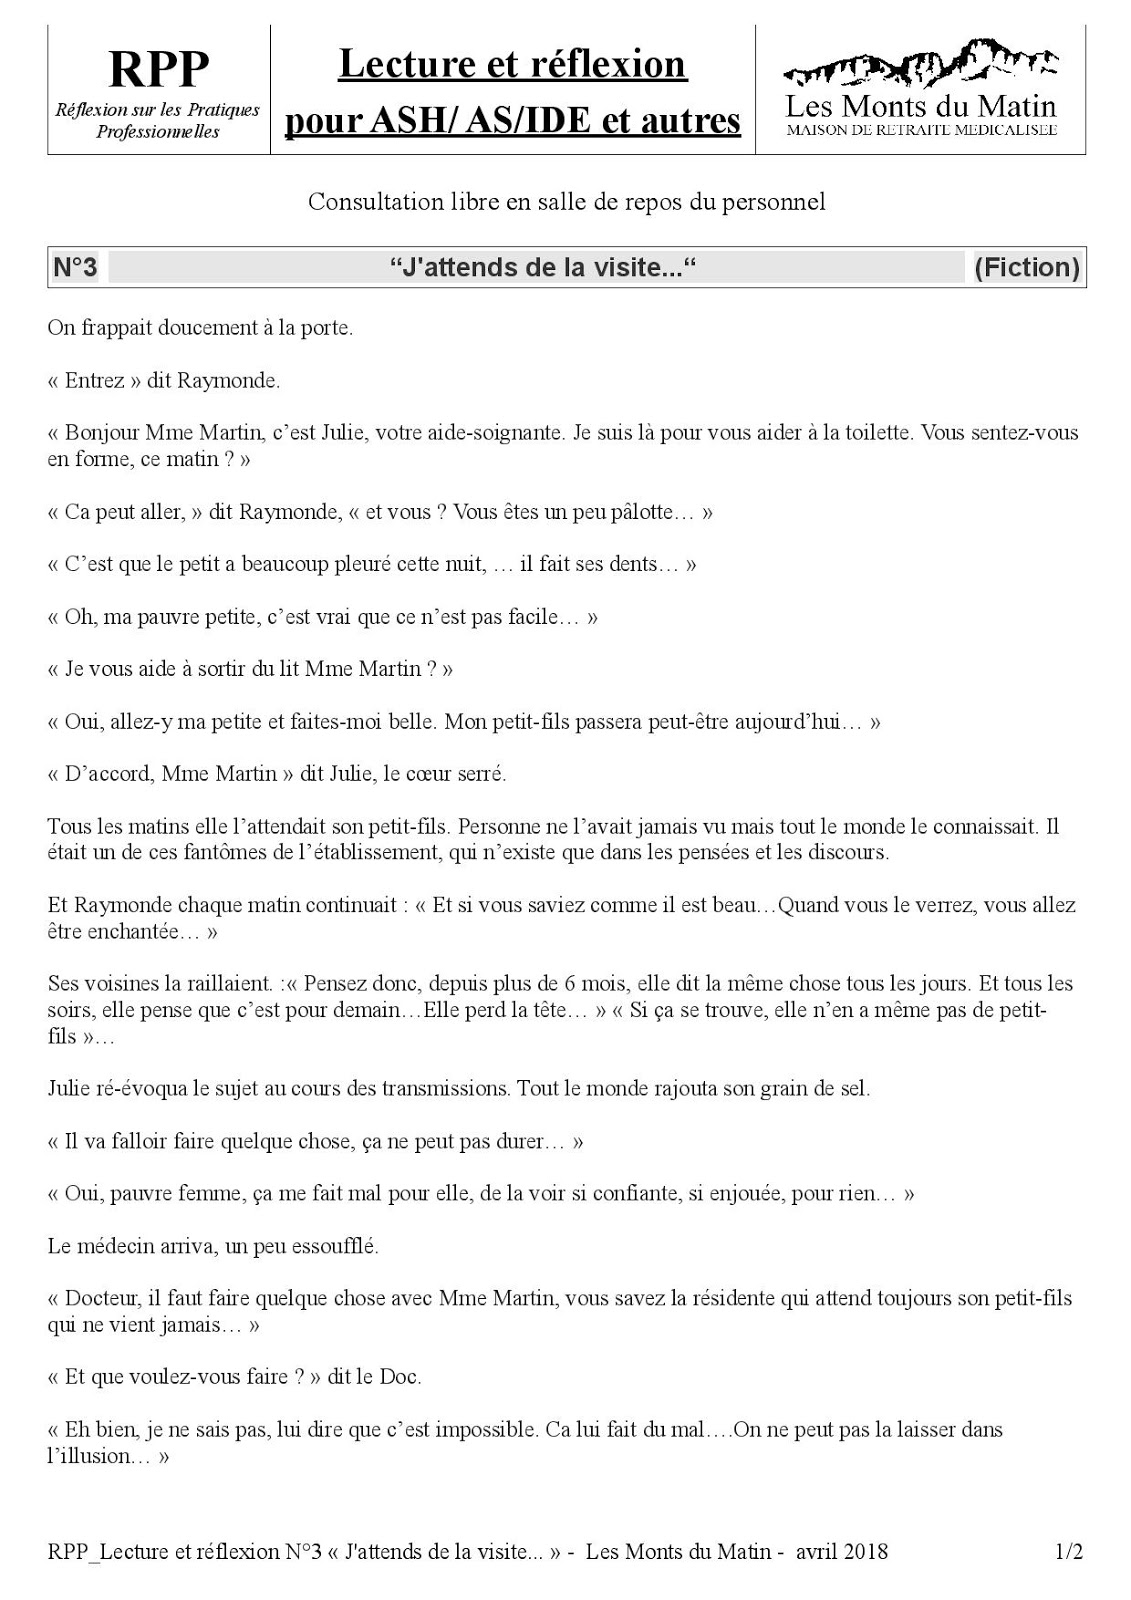 RPP
Réflexion sur les Pratiques
Professionnelles
Lecture et réflexion
pour ASH/ AS/IDE et autres
Les Monts du Matin
MAISON DE RETRAITE MEDICALISEE
Consultation libre en salle de repos du personnel
N°3 “J'attends de la visite...“ (Fiction)
On frappait doucement à la porte.
« Entrez » dit Raymonde.
« Bonjour Mme Martin, c’est Julie, votre aide-soignante. Je suis là pour vous aider à la toilette. Vous sentez-vous
en forme, ce matin ? »
« Ca peut aller, » dit Raymonde, « et vous ? Vous êtes un peu pâlotte… »
« C’est que le petit a beaucoup pleuré cette nuit, … il fait ses dents… »
« Oh, ma pauvre petite, c’est vrai que ce n’est pas facile… »
« Je vous aide à sortir du lit Mme Martin ? »
« Oui, allez-y ma petite et faites-moi belle. Mon petit-fils passera peut-être aujourd’hui… »
« D’accord, Mme Martin » dit Julie, le cœur serré.
Tous les matins elle l’attendait son petit-fils. Personne ne l’avait jamais vu mais tout le monde le connaissait. Il
était un de ces fantômes de l’établissement, qui n’existe que dans les pensées et les discours.
Et Raymonde chaque matin continuait : « Et si vous saviez comme il est beau…Quand vous le verrez, vous allez
être enchantée… »
Ses voisines la raillaient. :« Pensez donc, depuis plus de 6 mois, elle dit la même chose tous les jours. Et tous les
soirs, elle pense que c’est pour demain…Elle perd la tête… » « Si ça se trouve, elle n’en a même pas de petit-
fils »…
Julie ré-évoqua le sujet au cours des transmissions. Tout le monde rajouta son grain de sel.
« Il va falloir faire quelque chose, ça ne peut pas durer… »
« Oui, pauvre femme, ça me fait mal pour elle, de la voir si confiante, si enjouée, pour rien… »
Le médecin arriva, un peu essoufflé.
« Docteur, il faut faire quelque chose avec Mme Martin, vous savez la résidente qui attend toujours son petit-fils
qui ne vient jamais… »
« Et que voulez-vous faire ? » dit le Doc.
« Eh bien, je ne sais pas, lui dire que c’est impossible. Ca lui fait du mal….On ne peut pas la laisser dans
l’illusion… »
RPP_Lecture et réflexion N°3 « J'attends de la visite... » - Les Monts du Matin - avril 2018 1/2